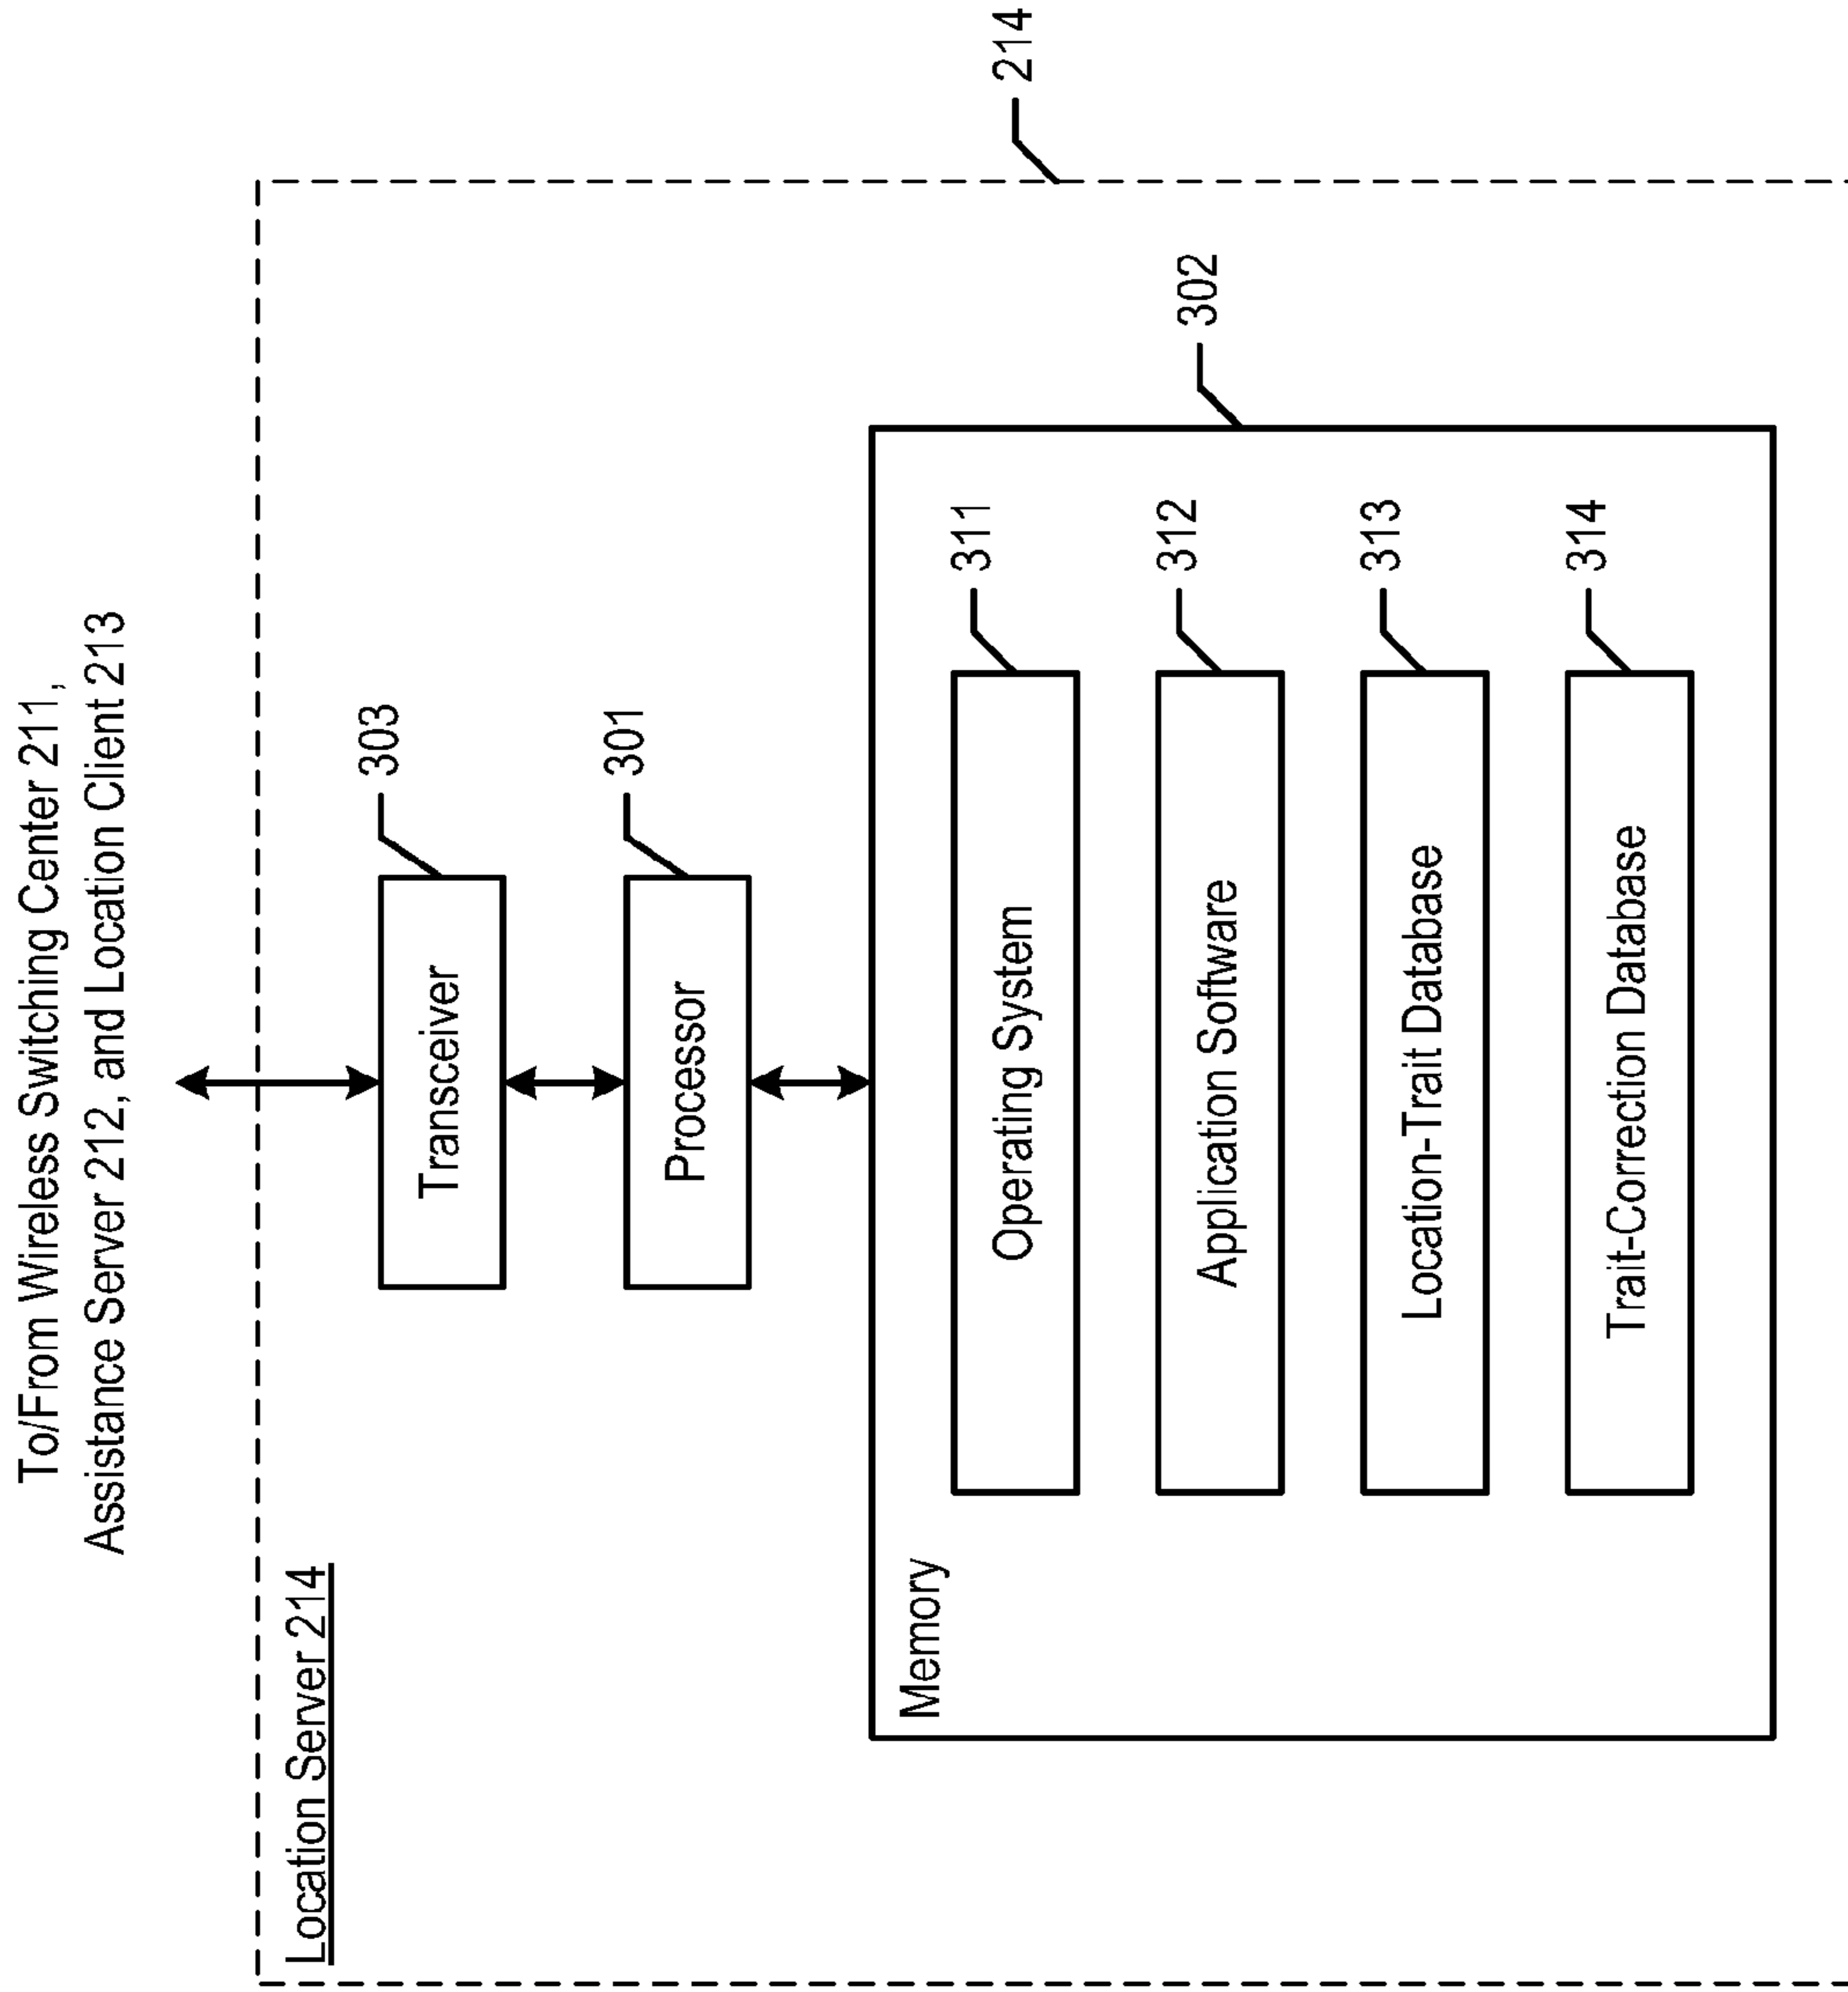 To/From Wireless Switching Center 211,
Assistance Server 212, and Location Client 213
Location Server 214
214
Transceiver
303
Processor
301
Memory
302
Operating System
311
Application Software
312
Location-Trait Database
313
Trait-Correction Database
314